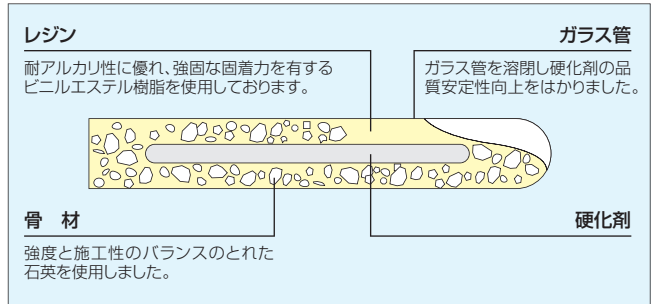 レジン
耐アルカリ性に優れ、強固な固着力を有する
ビニルエステル樹脂を使用しております。
ガラス管
ガラス管を溶閉し硬化剤の品
質安定性向上をはかりました。
骨　材
強度と施工性のバランスのとれた
石英を使用しました。
硬化剤